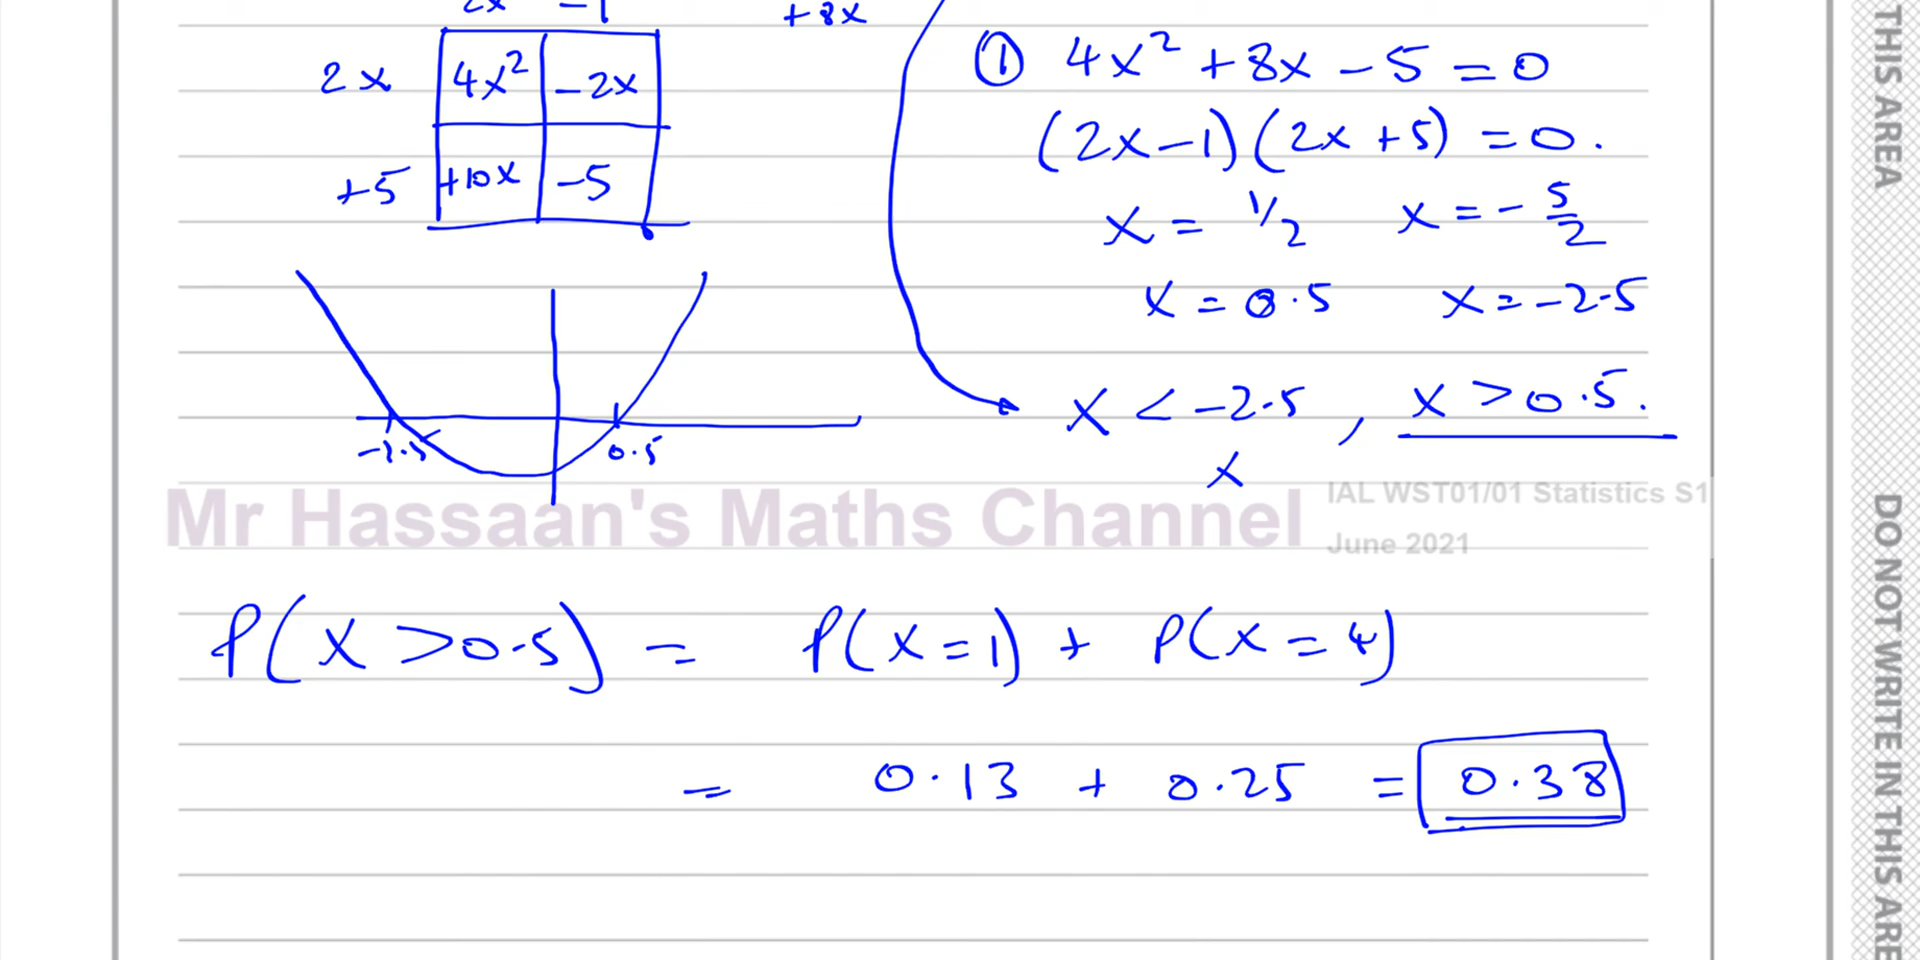 2x -1
+8x
2x 4x² -2x
+5 +10x -5
① 4x² + 8x - 5 = 0
(2x-1)(2x+5) = 0.
x = 1/2 x = - 5/2
x = 0.5 x = -2.5
x < -2.5, x > 0.5.
x
-2.5 0.5
Mr Hassaan's Maths Channel
IAL WST01/01 Statistics S1
June 2021
P(X > 0.5) = P(X = 1) + P(X = 4)
= 0.13 + 0.25 = 0.38
THIS AREA
DO NOT WRITE IN THIS ARE